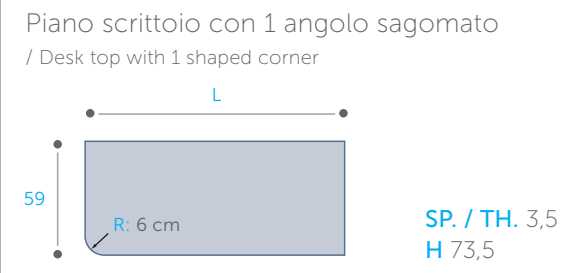 Piano scrittoio con 1 angolo sagomato
/ Desk top with 1 shaped corner
L
59
R: 6 cm
SP. / TH. 3,5
H 73,5